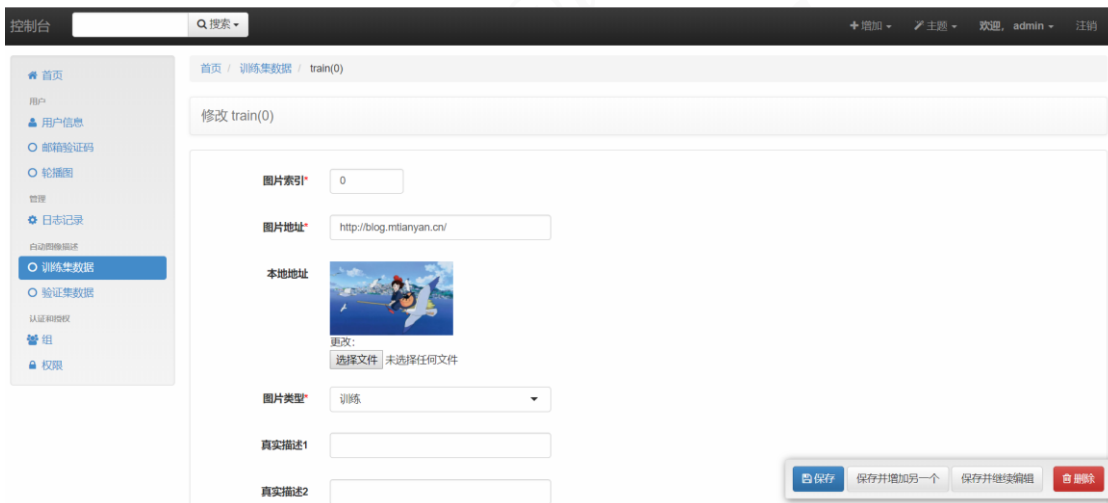 控制台 搜索 增加 主题 欢迎, admin 注销
首页
用户
用户信息
邮箱验证码
轮播图
管理
日志记录
自动图像描述
训练集数据
验证集数据
认证和授权
组
权限
首页 / 训练集数据 / train(0)
修改 train(0)
图片索引* 0
图片地址* http://blog.mtianyan.cn/
本地地址
更改:
选择文件 未选择任何文件
图片类型* 训练
真实描述1
真实描述2
保存 保存并增加另一个 保存并继续编辑 删除